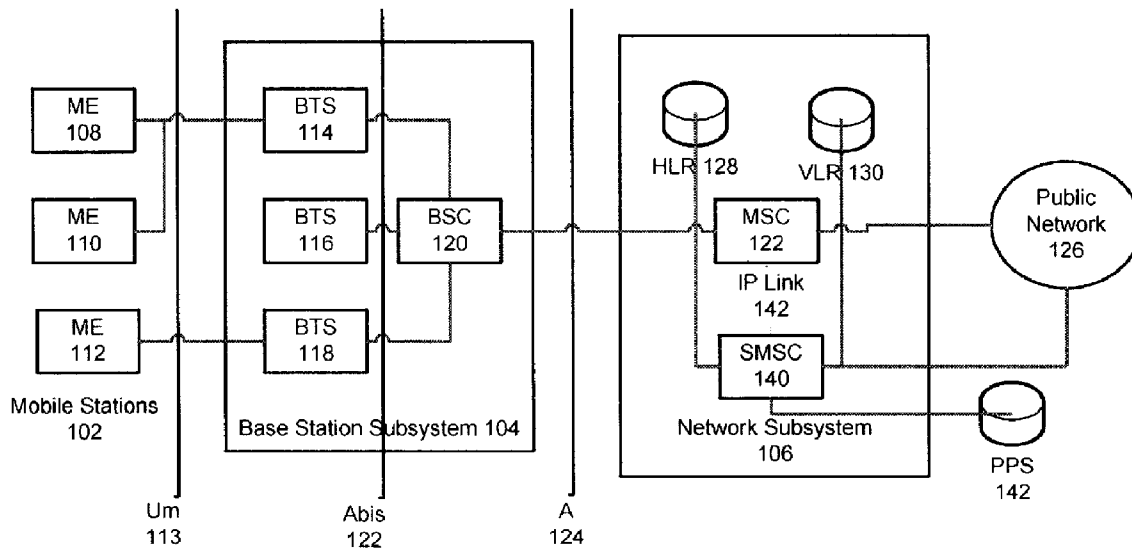 ME
108
ME
110
ME
112
Mobile Stations
102
BTS
114
BTS
116
BTS
118
BSC
120
Base Station Subsystem 104
HLR 128
VLR 130
MSC
122
IP Link
142
SMSC
140
Network Subsystem
106
Public
Network
126
PPS
142
Um
113
Abis
122
A
124